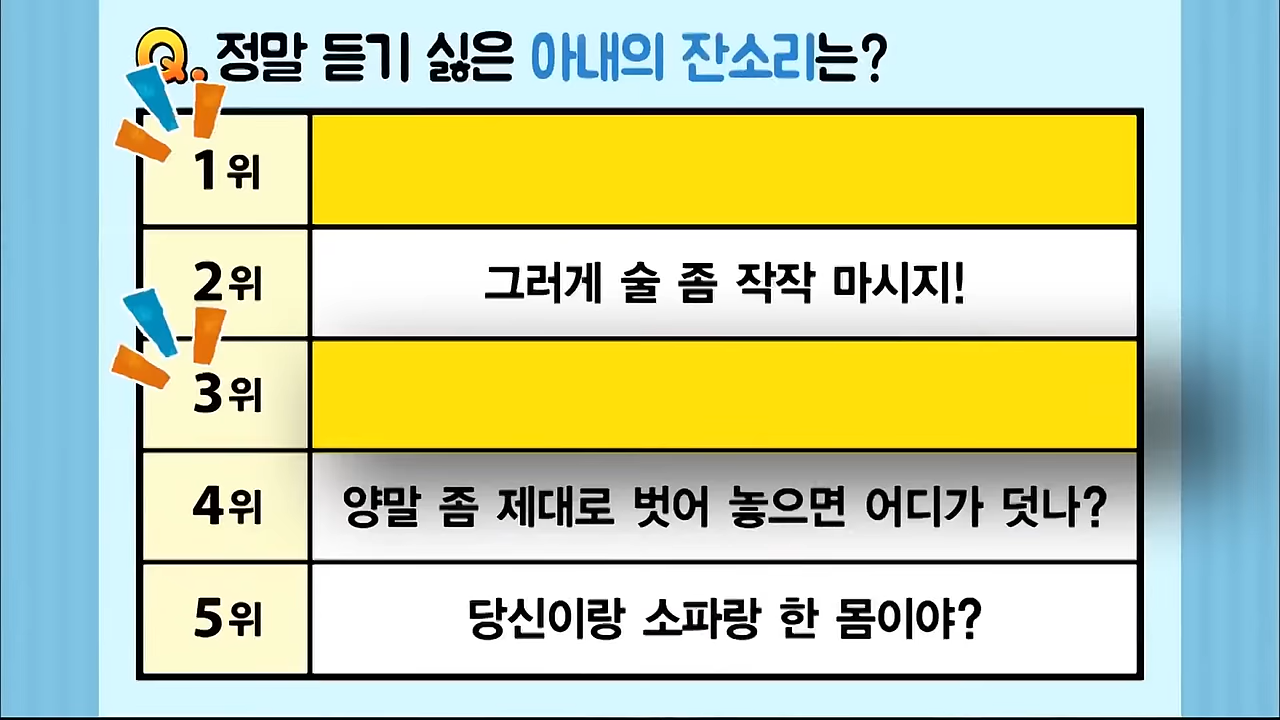 Q. 정말 듣기 싫은 아내의 잔소리는?
1위
2위 그러게 술 좀 작작 마시지!
3위
4위 양말 좀 제대로 벗어 놓으면 어디가 덧나?
5위 당신이랑 소파랑 한 몸이야?